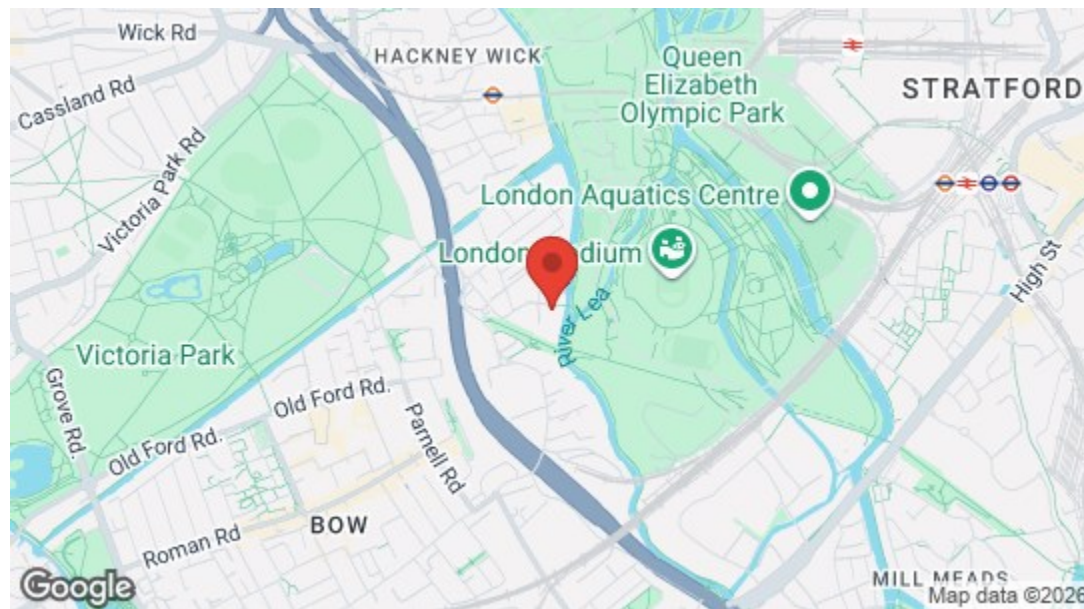 Wick Rd
HACKNEY WICK
Queen
Elizabeth
Olympic Park
STRATFORD
Cassland Rd
Victoria Park Rd
London Aquatics Centre
London
dium
High St
River Lea
Victoria Park
Grove Rd.
Old Ford Rd.
Old Ford Rd.
Parnell Rd
Roman Rd
BOW
MILL MEADS
Google
Map data ©2026